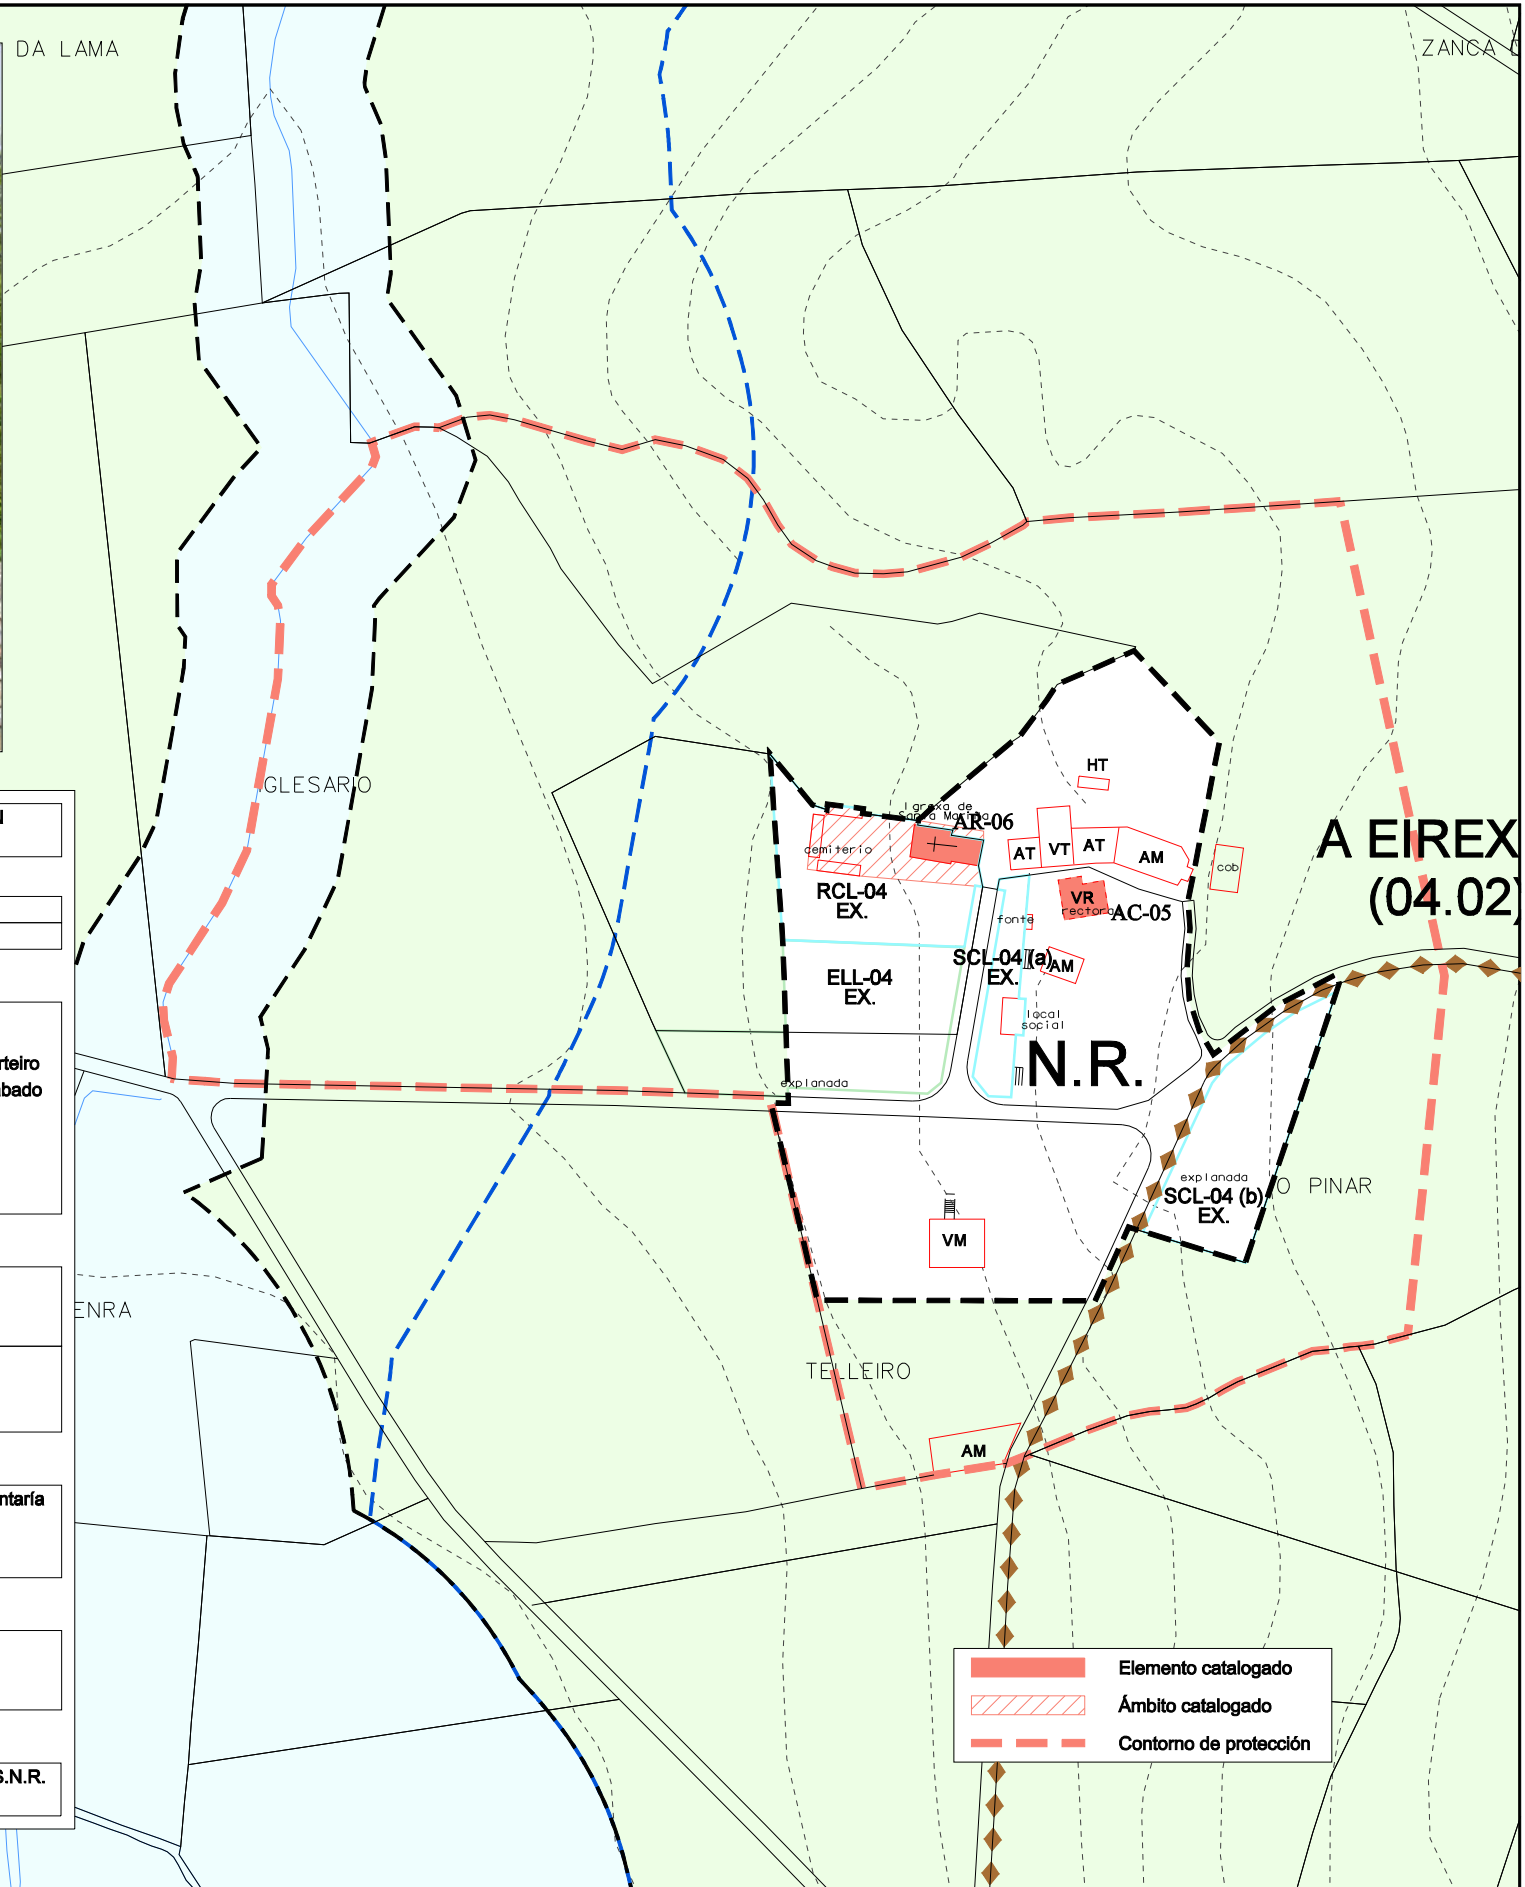 DA LAMA
ZANCA
GLESARIO
HT
Igrexa de
Santa Mariña
AR-06
cemiterio
AT
VT
AT
AM
cob
A EIREX
(04.02)
RCL-04
EX.
VR
rectoral
AC-05
fonte
SCL-04 (a)
EX.
AM
ELL-04
EX.
local
social
N.R.
explanada
rteiro
bado
explanada
SCL-04 (b)
EX.
O PINAR
VM
ENRA
TELLEIRO
AM
ntaría
Elemento catalogado
Ámbito catalogado
Contorno de protección
S.N.R.